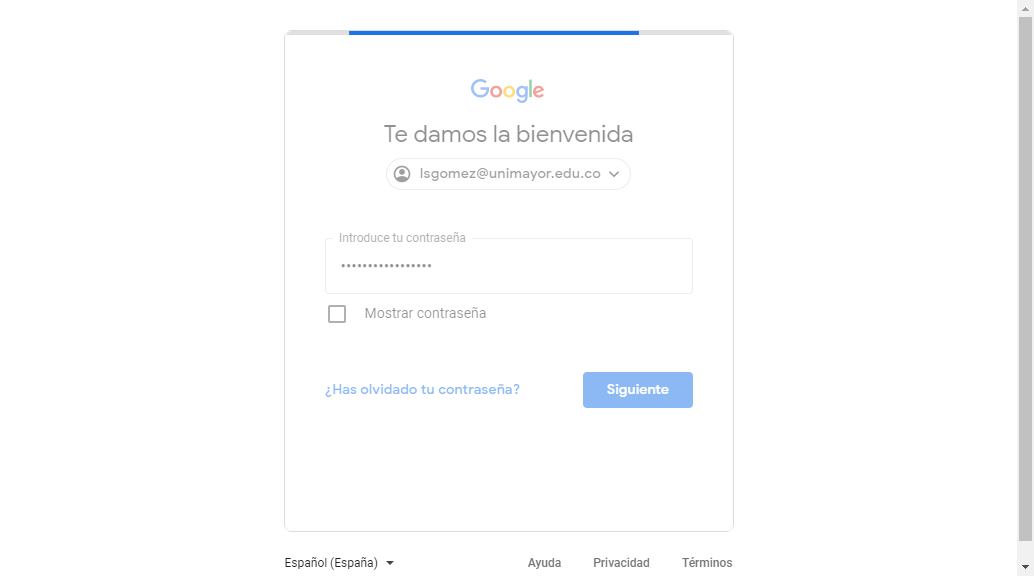 Google
Te damos la bienvenida
lsgomez@unimayor.edu.co
Introduce tu contraseña
•••••••••••••••••
Mostrar contraseña
¿Has olvidado tu contraseña?
Siguiente
Español (España)
Ayuda
Privacidad
Términos